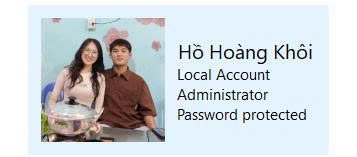 Hồ Hoàng Khôi
Local Account
Administrator
Password protected